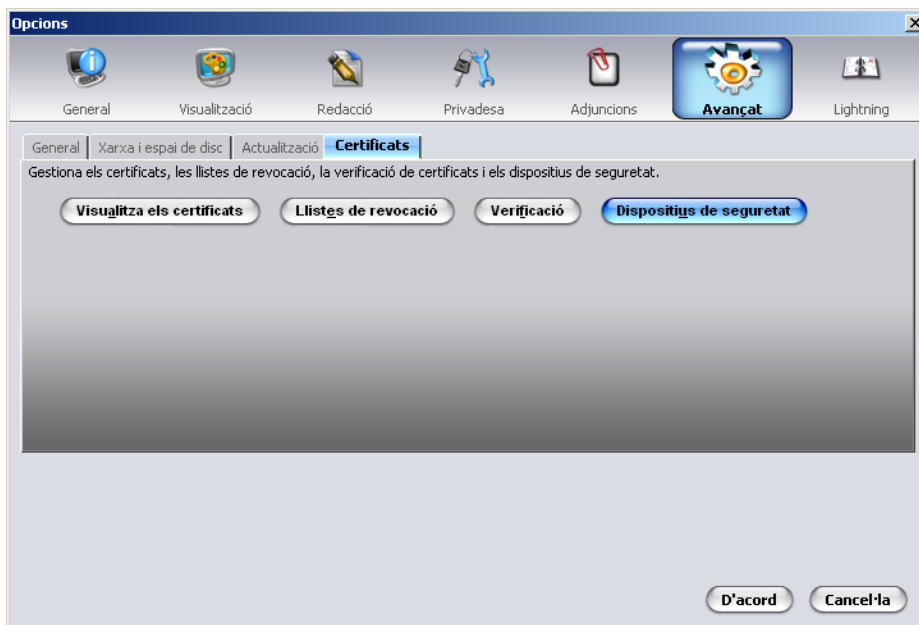 Opcions
General Visualització Redacció Privadesa Adjuncions Avançat Lightning
General Xarxa i espai de disc Actualització Certificats
Gestiona els certificats, les llistes de revocació, la verificació de certificats i els dispositius de seguretat.
Visualitza els certificats Llistes de revocació Verificació Dispositius de seguretat
D'acord Cancel·la